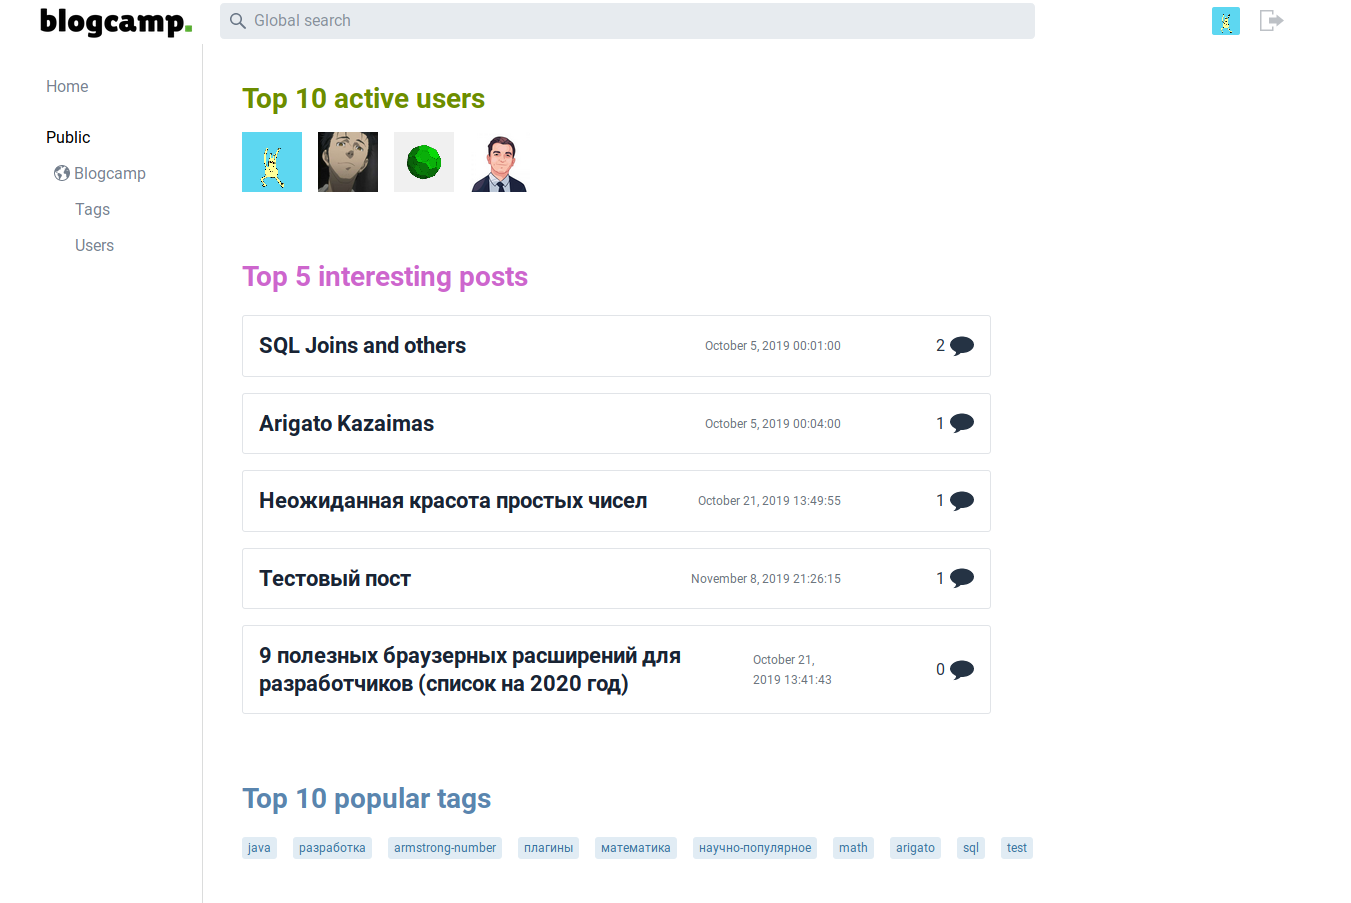 blogcamp.
Global search
Home
Public
Blogcamp
Tags
Users
Top 10 active users
Top 5 interesting posts
SQL Joins and others
October 5, 2019 00:01:00
2
Arigato Kazaimas
October 5, 2019 00:04:00
1
Неожиданная красота простых чисел
October 21, 2019 13:49:55
1
Тестовый пост
November 8, 2019 21:26:15
1
9 полезных браузерных расширений для
разработчиков (список на 2020 год)
October 21,
2019 13:41:43
0
Top 10 popular tags
java разработка armstrong-number плагины математика научно-популярное math arigato sql test